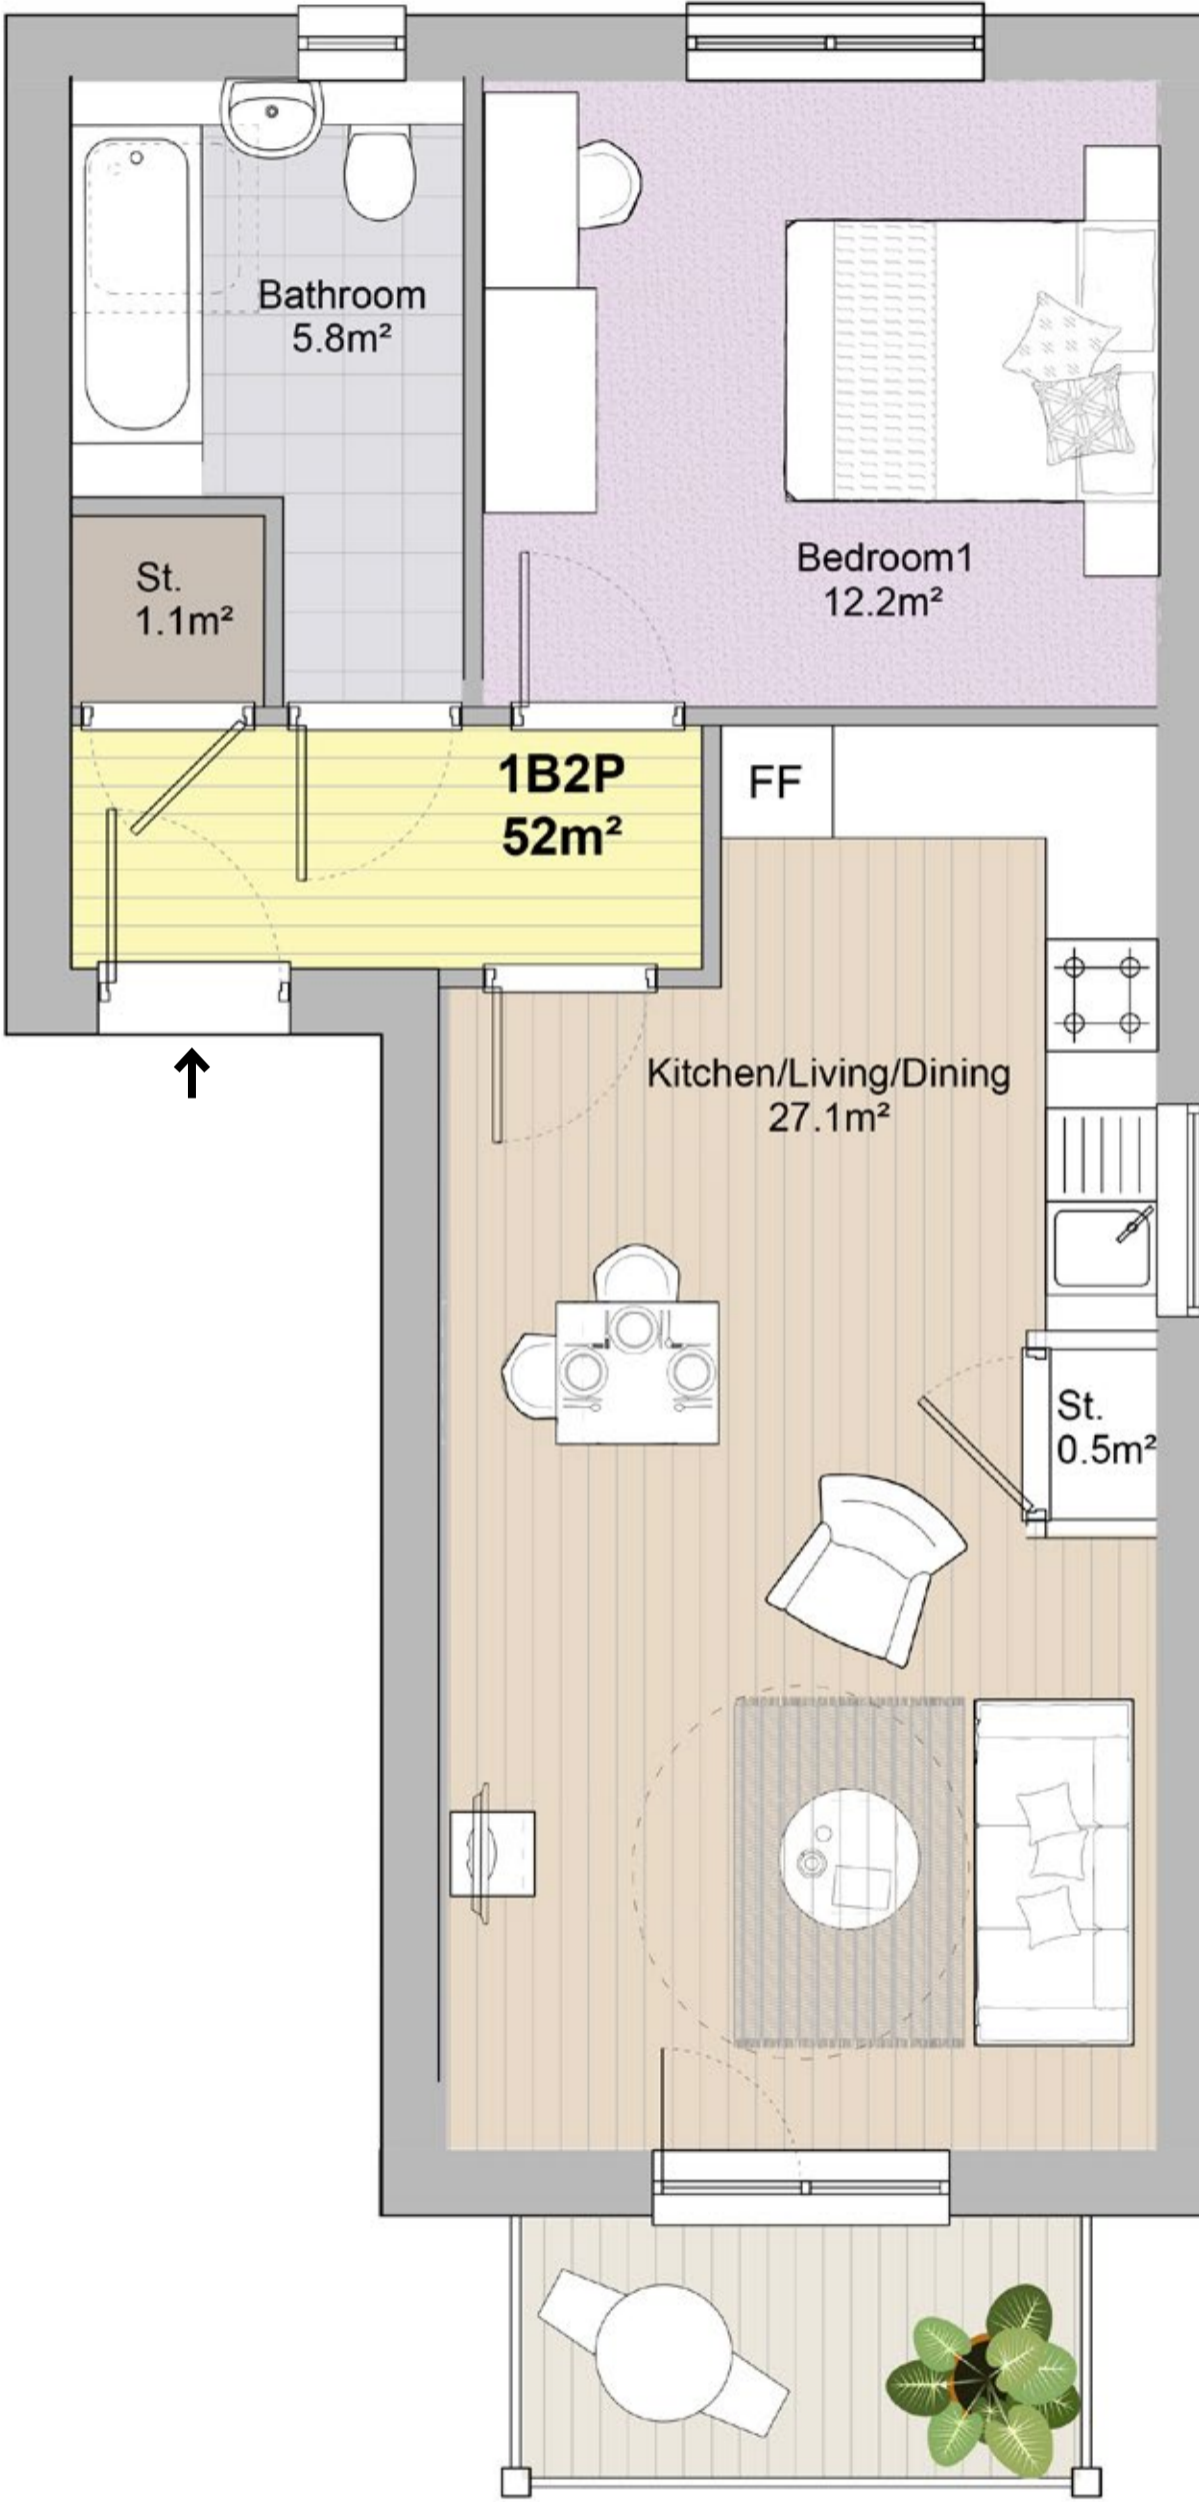 Bathroom
5.8m²
Bedroom1
12.2m²
St.
1.1m²
1B2P
52m²
FF
Kitchen/Living/Dining
27.1m²
St.
0.5m²